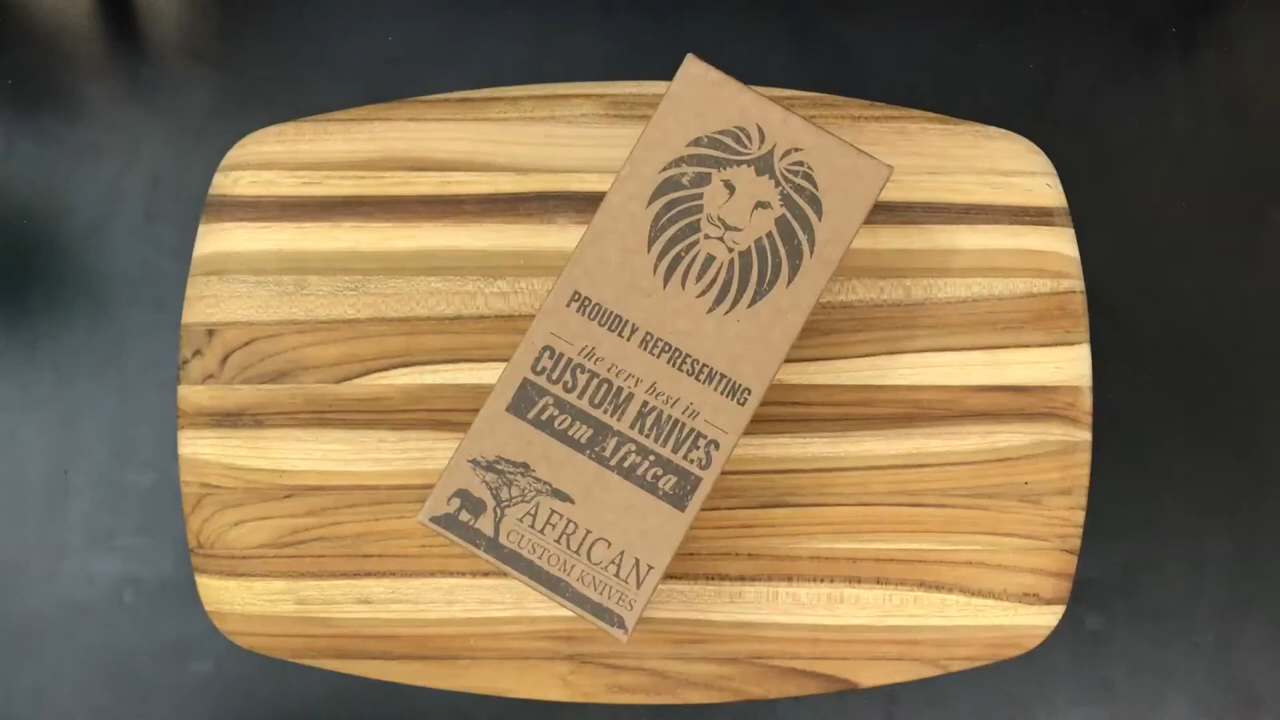 PROUDLY REPRESENTING
the very best in
CUSTOM KNIVES
from Africa
AFRICAN
CUSTOM KNIVES